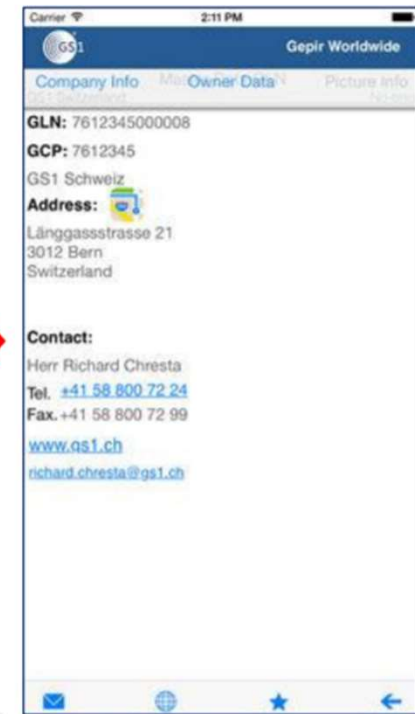 Carrier 2:11 PM
GS1
Gepir Worldwide
Company Info Owner Data Picture Info
GLN: 7612345000008
GCP: 7612345
GS1 Schweiz
Address:
Länggassstrasse 21
3012 Bern
Switzerland
Contact:
Herr Richard Chresta
Tel. +41 58 800 72 24
Fax. +41 58 800 72 99
www.gs1.ch
richard.chresta@gs1.ch